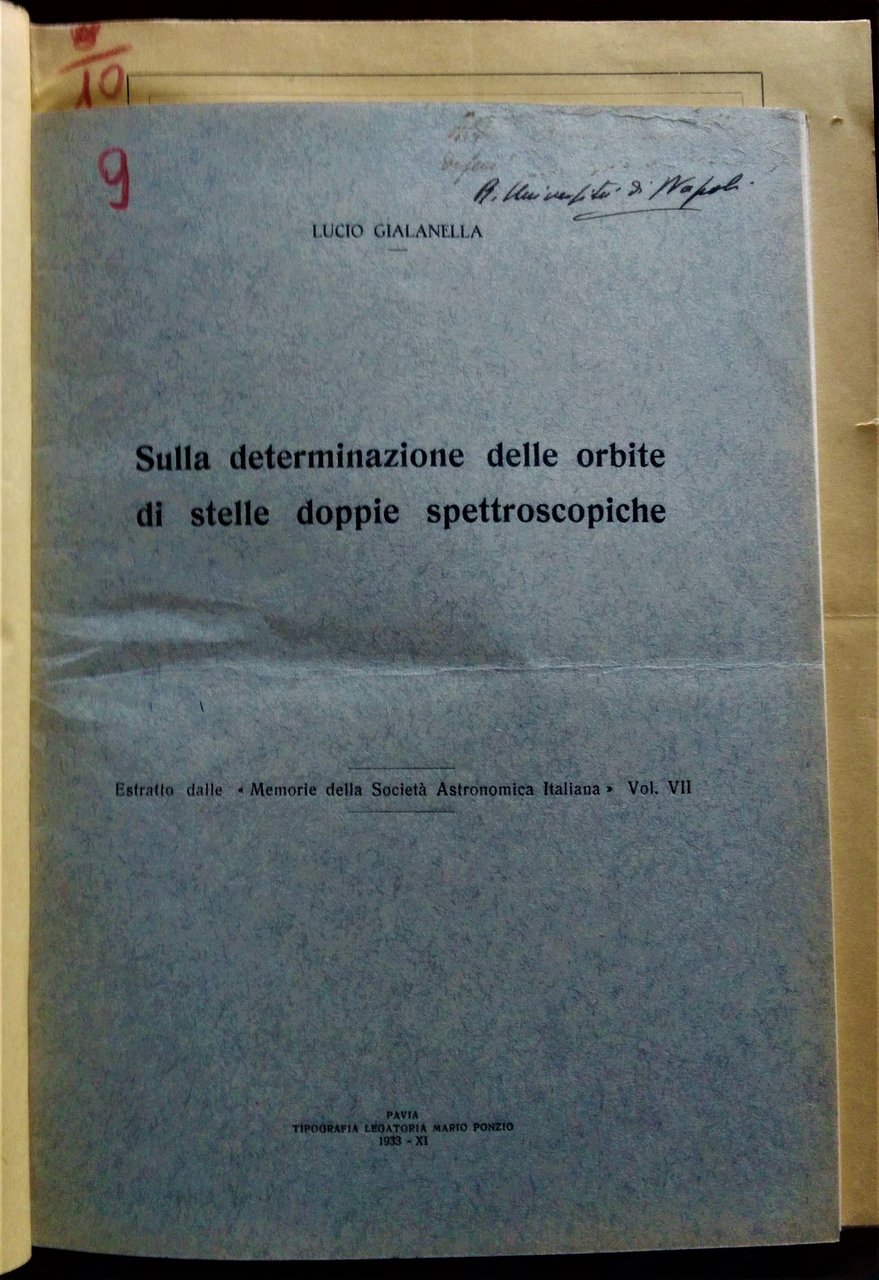 10
9
R. Università di Napoli
LUCIO GIALANELLA
Sulla determinazione delle orbite
di stelle doppie spettroscopiche
Estratto dalle « Memorie della Società Astronomica Italiana » Vol. VII
PAVIA
TIPOGRAFIA LEGATORIA MARIO PONZIO
1933 - XI